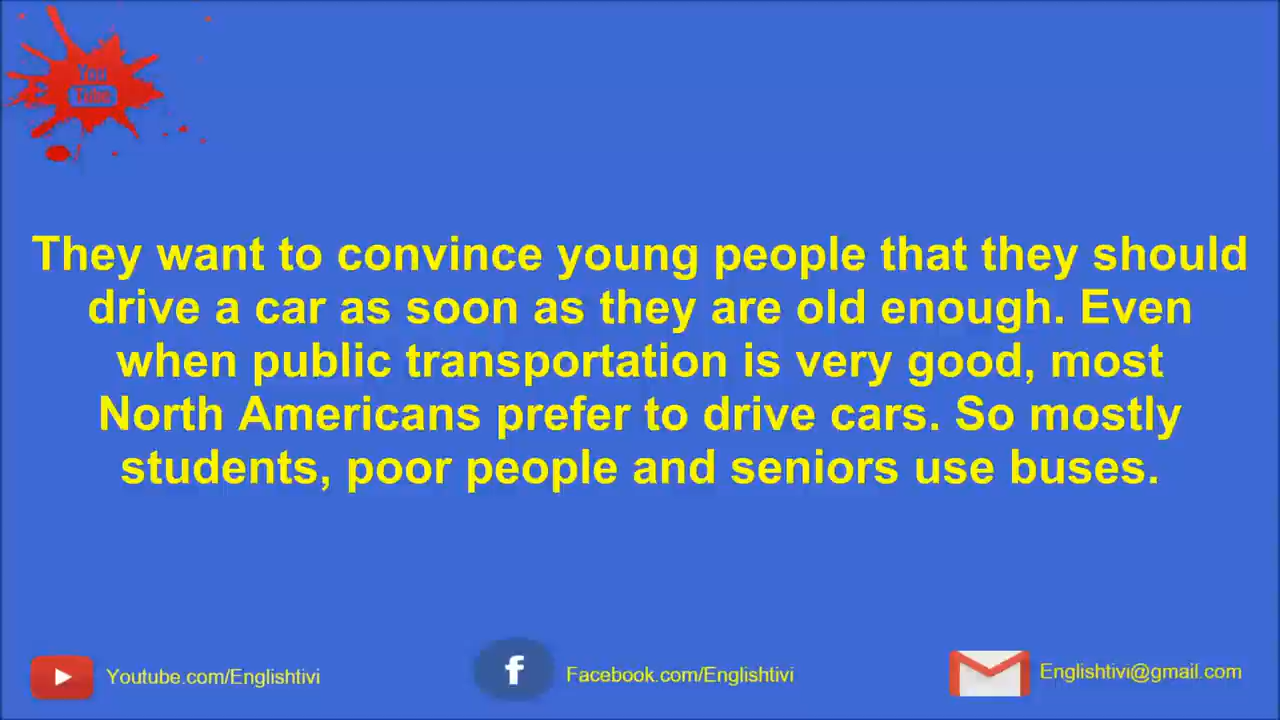 You
Tube
They want to convince young people that they should
drive a car as soon as they are old enough. Even
when public transportation is very good, most
North Americans prefer to drive cars. So mostly
students, poor people and seniors use buses.
Youtube.com/Englishtivi
f
Facebook.com/Englishtivi
Englishtivi@gmail.com